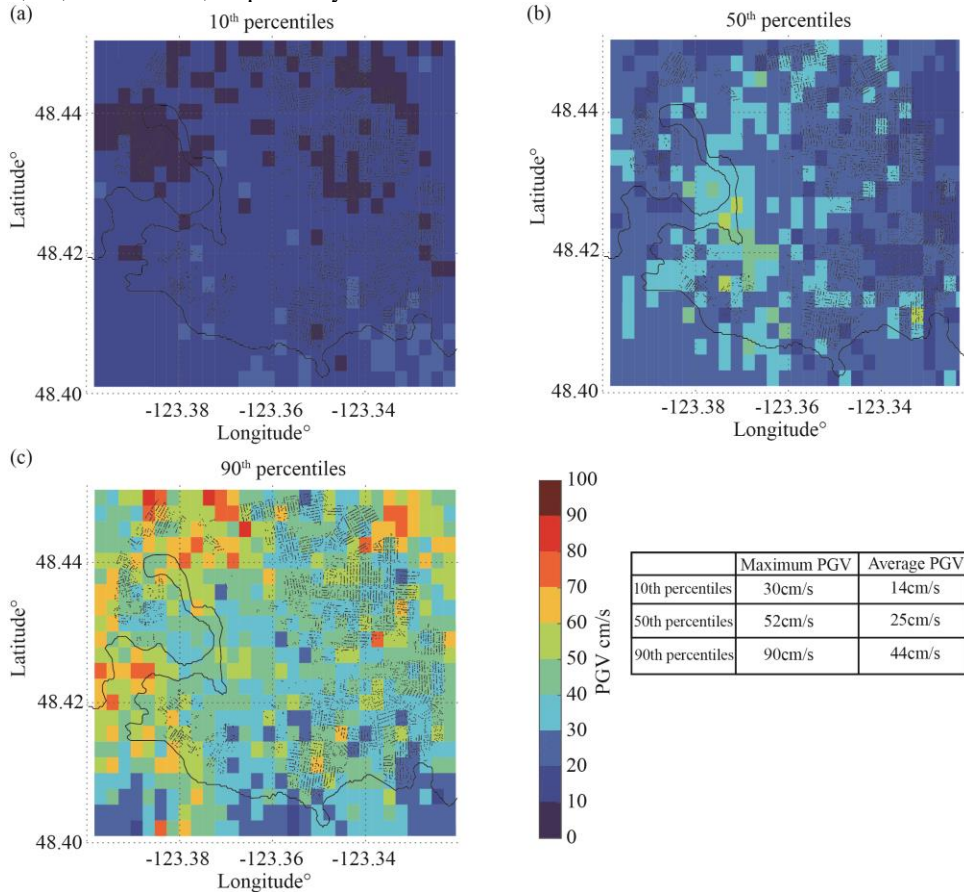 (a)
10th percentiles
48.44
48.42
48.40
Latitude°
-123.38
-123.36
-123.34
Longitude°
(b)
50th percentiles
48.44
48.42
48.40
Latitude°
-123.38
-123.36
-123.34
Longitude°
(c)
90th percentiles
48.44
48.42
48.40
Latitude°
-123.38
-123.36
-123.34
Longitude°
100
90
80
70
60
50
40
30
20
10
0
PGV cm/s
Maximum PGV Average PGV
10th percentiles 30cm/s 14cm/s
50th percentiles 52cm/s 25cm/s
90th percentiles 90cm/s 44cm/s